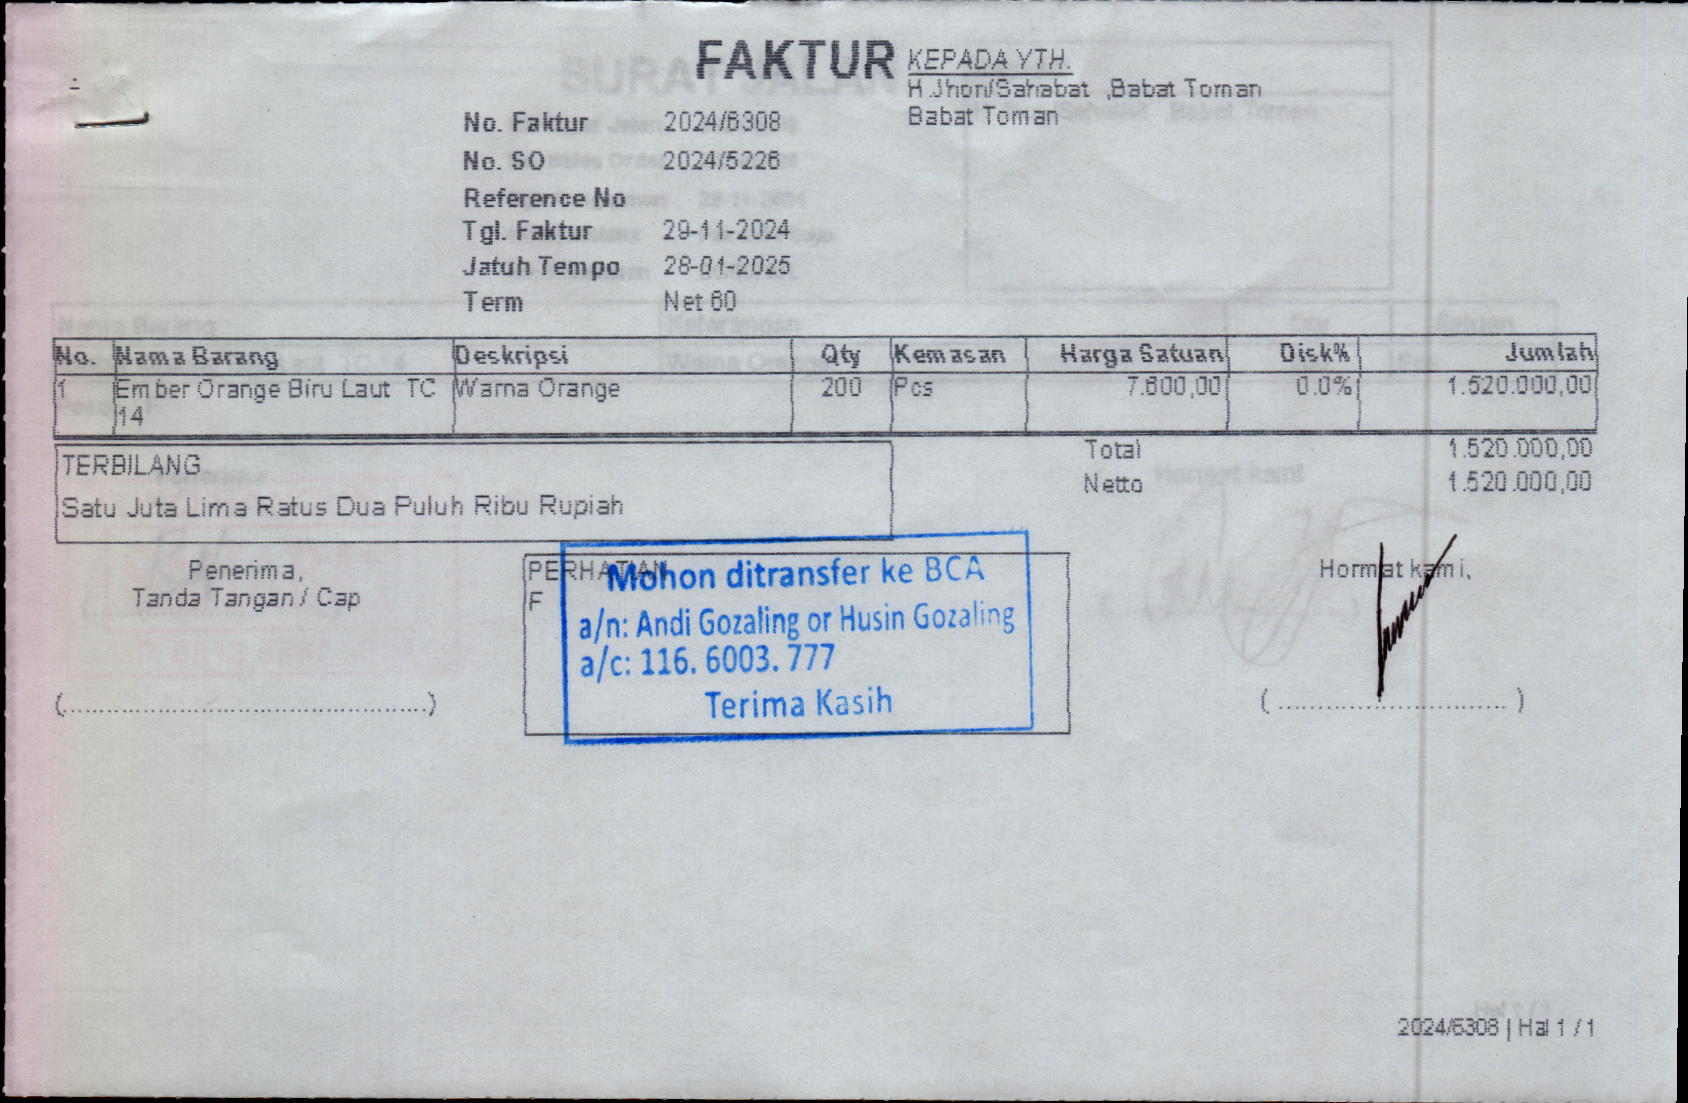 FAKTUR
KEPADA YTH.
H.Jhon/Sahabat ,Babat Toman
Babat Toman
No. Faktur 2024/6308
No. SO 2024/5226
Reference No
Tgl. Faktur 29-11-2024
Jatuh Tempo 28-01-2025
Term Net 60
No. Nama Barang Deskripsi Qty Kemasan Harga Satuan Disk% Jumlah
1 Ember Orange Biru Laut TC Warna Orange 200 Pcs 7.600,00 0.0% 1.520.000,00
14
Total 1.520.000,00
Netto 1.520.000,00
TERBILANG
Satu Juta Lima Ratus Dua Puluh Ribu Rupiah
Penerima,
Tanda Tangan / Cap
(..............................................)
PERHATIAN
F
Mohon ditransfer ke BCA
a/n: Andi Gozaling or Husin Gozaling
a/c: 116. 6003. 777
Terima Kasih
Hormat kami,
( ............................. )
2024/6308 | Hal 1 / 1